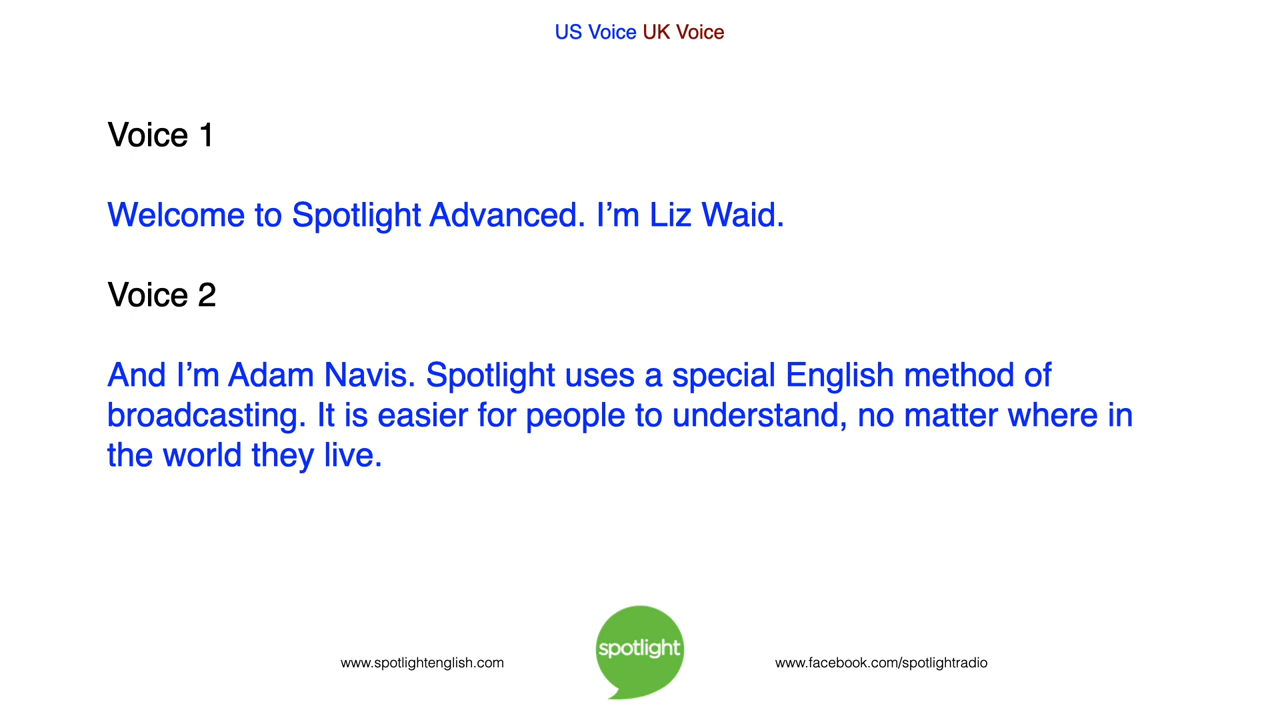 US Voice UK Voice
Voice 1
Welcome to Spotlight Advanced. I’m Liz Waid.
Voice 2
And I’m Adam Navis. Spotlight uses a special English method of
broadcasting. It is easier for people to understand, no matter where in
the world they live.
spotlight
www.spotlightenglish.com
www.facebook.com/spotlightradio